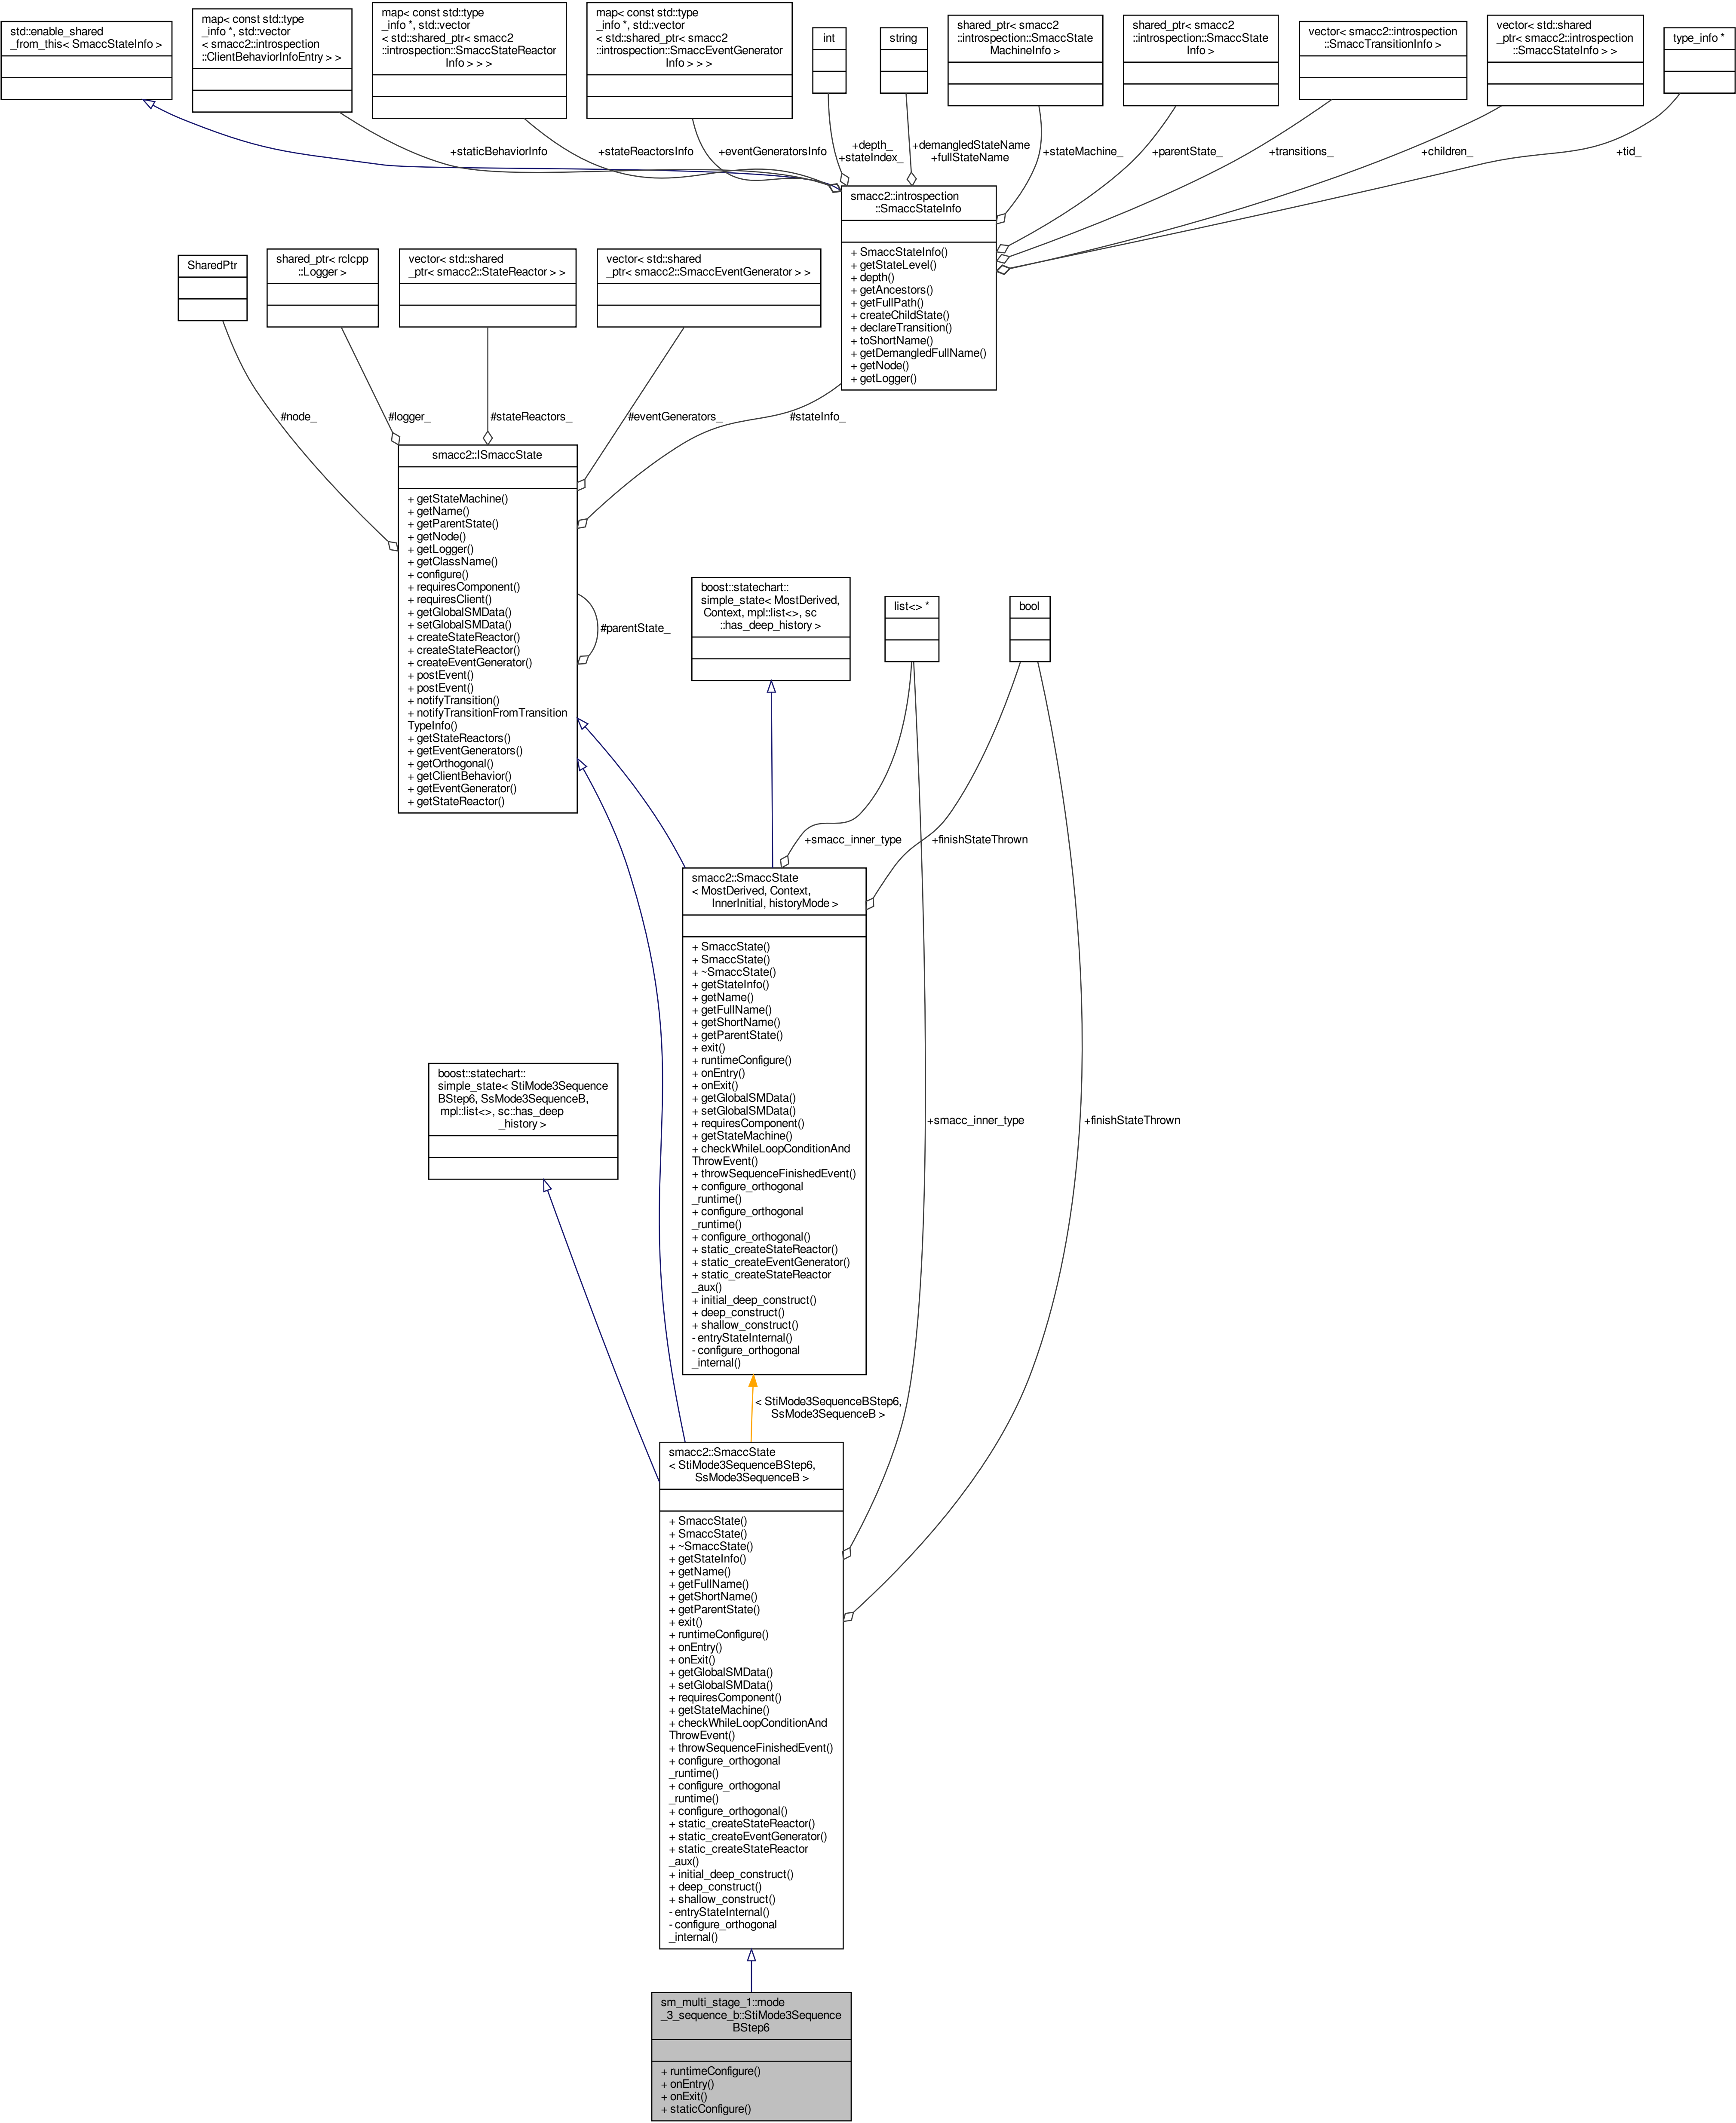 std::enable_shared
_from_this< SmaccStateInfo >
map< const std::type
_info *, std::vector
< smacc2::introspection
::ClientBehaviorInfoEntry > >
map< const std::type
_info *, std::vector
< std::shared_ptr< smacc2
::introspection::SmaccStateReactor
Info > > >
map< const std::type
_info *, std::vector
< std::shared_ptr< smacc2
::introspection::SmaccEventGenerator
Info > > >
int
string
shared_ptr< smacc2
::introspection::SmaccState
MachineInfo >
shared_ptr< smacc2
::introspection::SmaccState
Info >
vector< smacc2::introspection
::SmaccTransitionInfo >
vector< std::shared
_ptr< smacc2::introspection
::SmaccStateInfo > >
type_info *
+staticBehaviorInfo
+stateReactorsInfo
+eventGeneratorsInfo
+depth_
+stateIndex_
+demangledStateName
+fullStateName
+stateMachine_
+parentState_
+transitions_
+children_
+tid_
smacc2::introspection
::SmaccStateInfo
+ SmaccStateInfo()
+ getStateLevel()
+ depth()
+ getAncestors()
+ getFullPath()
+ createChildState()
+ declareTransition()
+ toShortName()
+ getDemangledFullName()
+ getNode()
+ getLogger()
SharedPtr
shared_ptr< rclcpp
::Logger >
vector< std::shared
_ptr< smacc2::StateReactor > >
vector< std::shared
_ptr< smacc2::SmaccEventGenerator > >
#node_
#logger_
#stateReactors_
#eventGenerators_
#stateInfo_
smacc2::ISmaccState
+ getStateMachine()
+ getName()
+ getParentState()
+ getNode()
+ getLogger()
+ getClassName()
+ configure()
+ requiresComponent()
+ requiresClient()
+ getGlobalSMData()
+ setGlobalSMData()
+ createStateReactor()
+ createStateReactor()
+ createEventGenerator()
+ postEvent()
+ postEvent()
+ notifyTransition()
+ notifyTransitionFromTransition
TypeInfo()
+ getStateReactors()
+ getEventGenerators()
+ getOrthogonal()
+ getClientBehavior()
+ getEventGenerator()
+ getStateReactor()
#parentState_
boost::statechart::
simple_state< MostDerived,
Context, mpl::list<>, sc
::has_deep_history >
list<> *
bool
+smacc_inner_type
+finishStateThrown
smacc2::SmaccState
< MostDerived, Context,
InnerInitial, historyMode >
+ SmaccState()
+ SmaccState()
+ ~SmaccState()
+ getStateInfo()
+ getName()
+ getFullName()
+ getShortName()
+ getParentState()
+ exit()
+ runtimeConfigure()
+ onEntry()
+ onExit()
+ getGlobalSMData()
+ setGlobalSMData()
+ requiresComponent()
+ getStateMachine()
+ checkWhileLoopConditionAnd
ThrowEvent()
+ throwSequenceFinishedEvent()
+ configure_orthogonal
_runtime()
+ configure_orthogonal
_runtime()
+ configure_orthogonal()
+ static_createStateReactor()
+ static_createEventGenerator()
+ static_createStateReactor
_aux()
+ initial_deep_construct()
+ deep_construct()
+ shallow_construct()
- entryStateInternal()
- configure_orthogonal
_internal()
boost::statechart::
simple_state< StiMode3Sequence
BStep6, SsMode3SequenceB,
mpl::list<>, sc::has_deep
_history >
+smacc_inner_type
+finishStateThrown
< StiMode3SequenceBStep6,
SsMode3SequenceB >
smacc2::SmaccState
< StiMode3SequenceBStep6,
SsMode3SequenceB >
+ SmaccState()
+ SmaccState()
+ ~SmaccState()
+ getStateInfo()
+ getName()
+ getFullName()
+ getShortName()
+ getParentState()
+ exit()
+ runtimeConfigure()
+ onEntry()
+ onExit()
+ getGlobalSMData()
+ setGlobalSMData()
+ requiresComponent()
+ getStateMachine()
+ checkWhileLoopConditionAnd
ThrowEvent()
+ throwSequenceFinishedEvent()
+ configure_orthogonal
_runtime()
+ configure_orthogonal
_runtime()
+ configure_orthogonal()
+ static_createStateReactor()
+ static_createEventGenerator()
+ static_createStateReactor
_aux()
+ initial_deep_construct()
+ deep_construct()
+ shallow_construct()
- entryStateInternal()
- configure_orthogonal
_internal()
sm_multi_stage_1::mode
_3_sequence_b::StiMode3Sequence
BStep6
+ runtimeConfigure()
+ onEntry()
+ onExit()
+ staticConfigure()